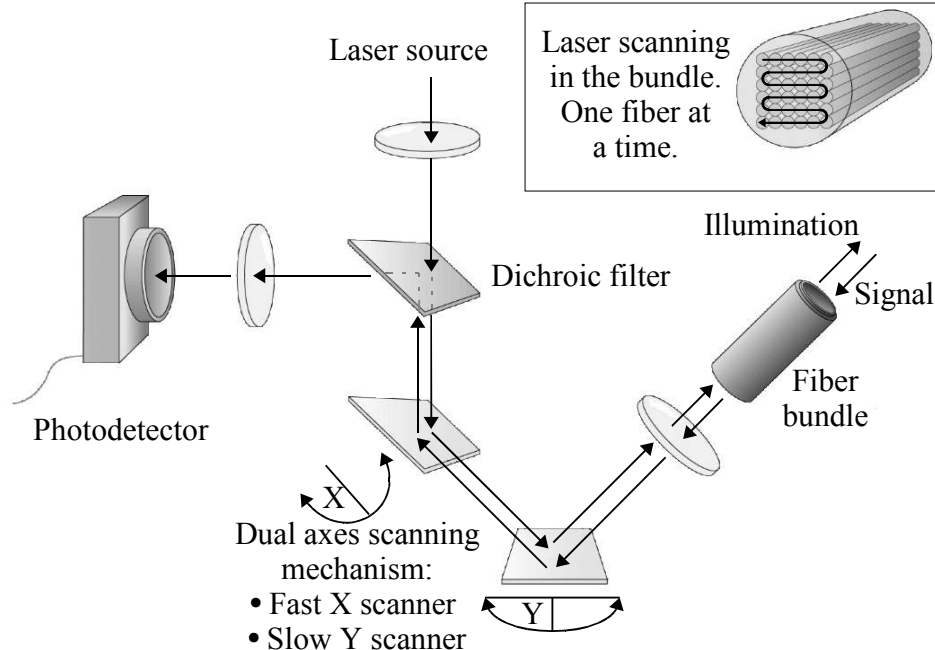 Laser source
Laser scanning
in the bundle.
One fiber at
a time.
Illumination
Signal
Dichroic filter
Fiber
bundle
Photodetector
X
Dual axes scanning
mechanism:
• Fast X scanner
• Slow Y scanner
Y